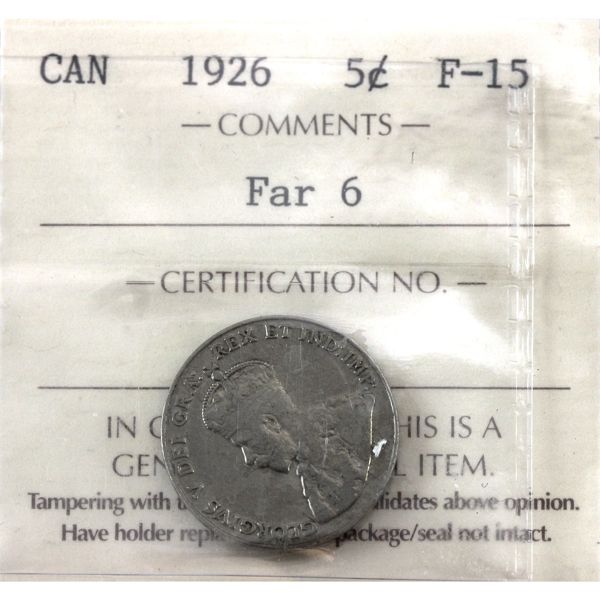 CAN 1926 5¢ F-15
— COMMENTS —
Far 6
— CERTIFICATION NO. —
GEORGIVS V DEI GRA: REX ET IND:IMP:
IN HIS IS A
GEN L ITEM.
Tampering with lidates above opinion.
Have holder repl package/seal not intact.